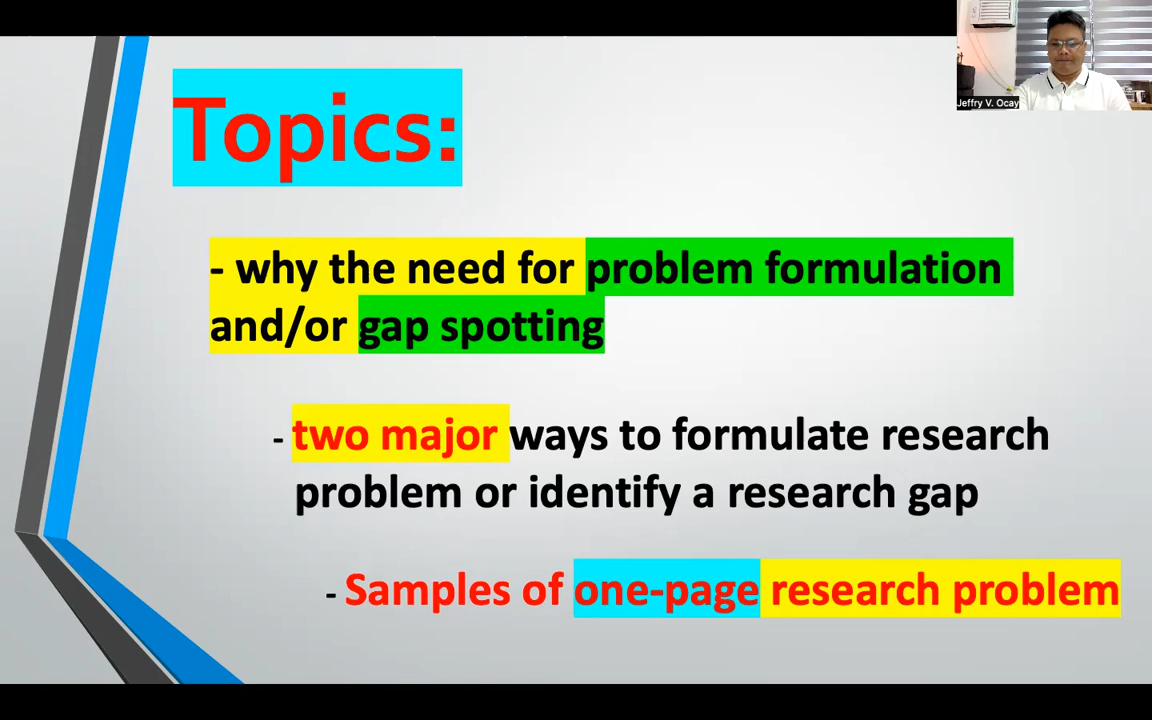 Topics:
- why the need for problem formulation
and/or gap spotting
- two major ways to formulate research
problem or identify a research gap
- Samples of one-page research problem
Jeffry V. Ocay